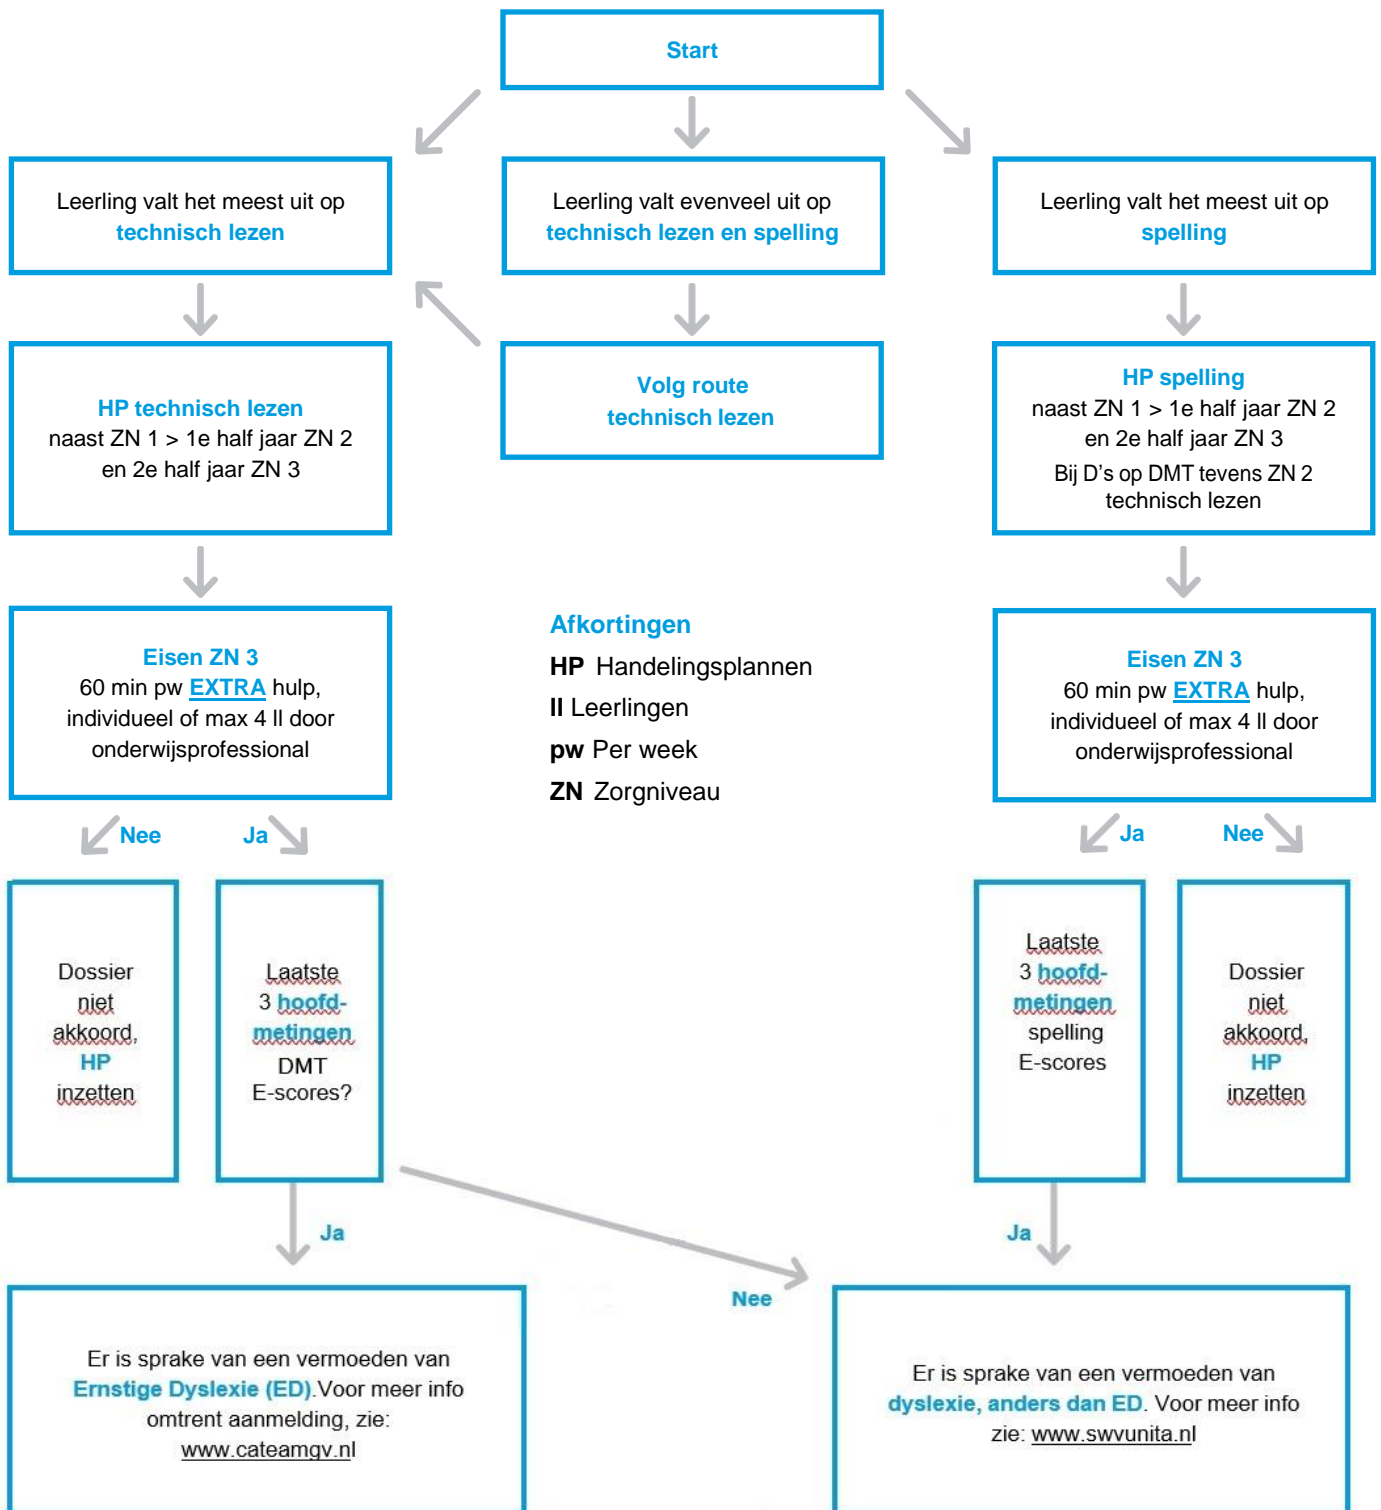 Start
Leerling valt het meest uit op
technisch lezen
Leerling valt evenveel uit op
technisch lezen en spelling
Leerling valt het meest uit op
spelling
HP technisch lezen
naast ZN 1 > 1e half jaar ZN 2
en 2e half jaar ZN 3
Volg route
technisch lezen
HP spelling
naast ZN 1 > 1e half jaar ZN 2
en 2e half jaar ZN 3
Bij D's op DMT tevens ZN 2
technisch lezen
Eisen ZN 3
60 min pw EXTRA hulp,
individueel of max 4 ll door
onderwijsprofessional
Afkortingen
HP Handelingsplannen
ll Leerlingen
pw Per week
ZN Zorgniveau
Eisen ZN 3
60 min pw EXTRA hulp,
individueel of max 4 ll door
onderwijsprofessional
Nee
Ja
Ja
Nee
Dossier
niet
akkoord,
HP
inzetten
Laatste
3 hoofd-
metingen
DMT
E-scores?
Laatste
3 hoofd-
metingen
spelling
E-scores
Dossier
niet
akkoord,
HP
inzetten
Ja
Nee
Ja
Er is sprake van een vermoeden van
Ernstige Dyslexie (ED).Voor meer info
omtrent aanmelding, zie:
www.cateamgv.nl
Er is sprake van een vermoeden van
dyslexie, anders dan ED. Voor meer info
zie: www.swvunita.nl